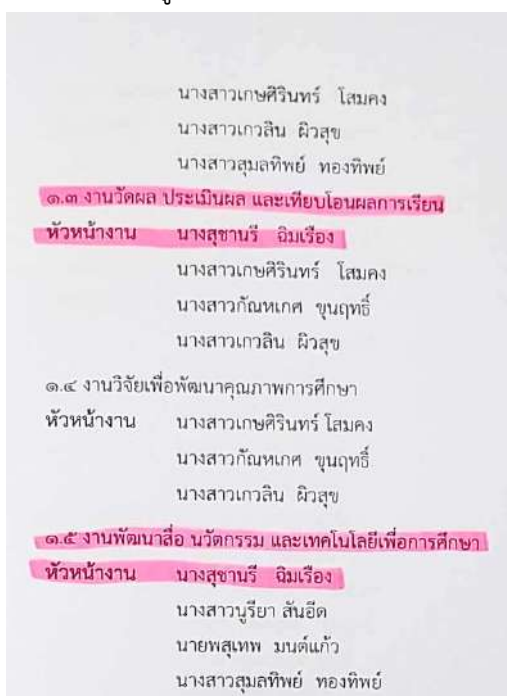 นางสาวเกษศิรินทร์ โสมคง
นางสาวเกวลิน ผิวสุข
นางสาวสุมลทิพย์ ทองทิพย์
๑.๓ งานวัดผล ประเมินผล และเทียบโอนผลการเรียน
หัวหน้างาน นางสุชานรี ฉิมเรือง
นางสาวเกษศิรินทร์ โสมคง
นางสาวกัณหเกศ ขุนฤทธิ์
นางสาวเกวลิน ผิวสุข
๑.๔ งานวิจัยเพื่อพัฒนาคุณภาพการศึกษา
หัวหน้างาน นางสาวเกษศิรินทร์ โสมคง
นางสาวกัณหเกศ ขุนฤทธิ์
นางสาวเกวลิน ผิวสุข
๑.๕ งานพัฒนาสื่อ นวัตกรรม และเทคโนโลยีเพื่อการศึกษา
หัวหน้างาน นางสุชานรี ฉิมเรือง
นางสาวนูรียา สันอีด
นายพสุเทพ มนต์แก้ว
นางสาวสุมลทิพย์ ทองทิพย์